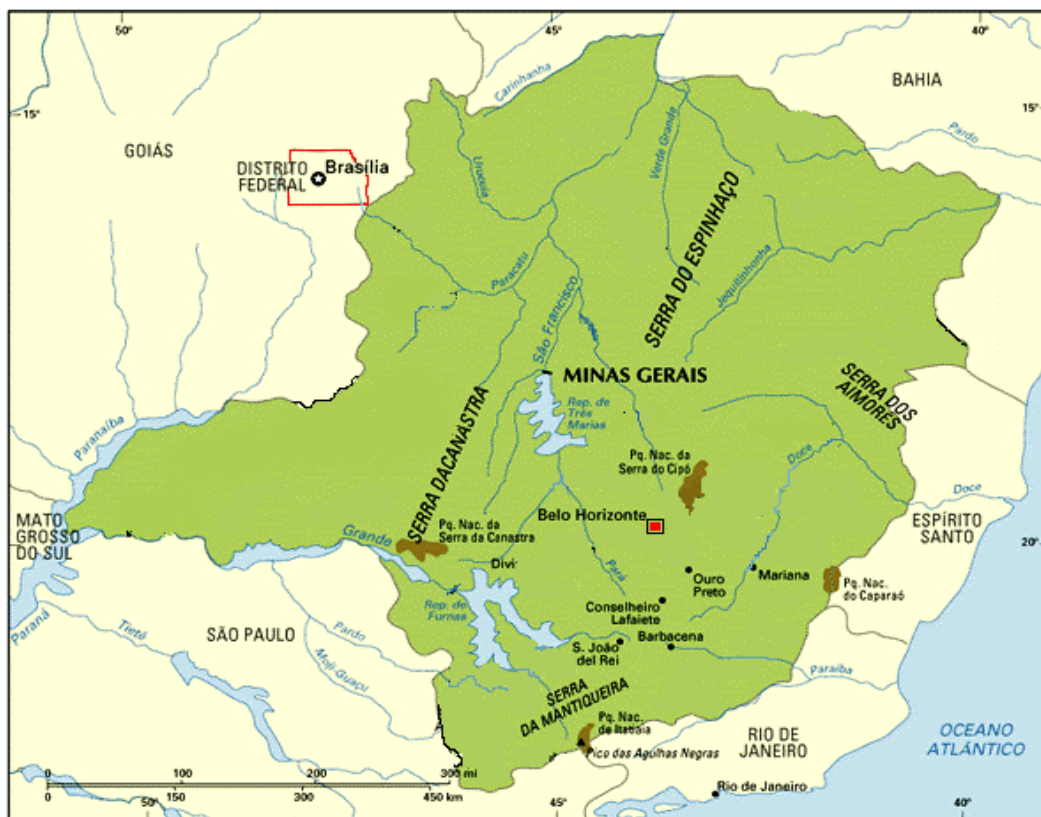 50°
45°
40°
15°
15°
BAHIA
Carinhanha
Pardo
GOIÁS
Verde Grande
DISTRITO
FEDERAL
Brasília
Urucuia
SERRA DO ESPINHAÇO
Jequitinhonha
Paracatu
São Francisco
MINAS GERAIS
SERRA DOS
AIMORÉS
Rep. de
Três
Marias
SERRA DACANASTRA
Paranaíba
Pq. Nac. da
Serra do Cipó
Doce
Doce
MATO
GROSSO
DO SUL
Belo Horizonte
ESPÍRITO
SANTO
Grande
Pq. Nac. da
Serra da Canastra
20°
Divi
Pará
Ouro
Preto
Mariana
Pq. Nac.
do Caparaó
Rep. de
Furnas
Conselheiro
Lafaiete
Paraná
Tietê
SÃO PAULO
Pardo
Barbacena
S. João
del Rei
Moji-Guaçu
Paraíba
SERRA
DA MANTIQUEIRA
Pq. Nac.
de Itatiaia
Pico das Agulhas Negras
RIO DE
JANEIRO
OCEANO
ATLÁNTICO
0 100 200 300 mi
0 150 300 450 km
Rio de Janeiro
50°
45°
40°